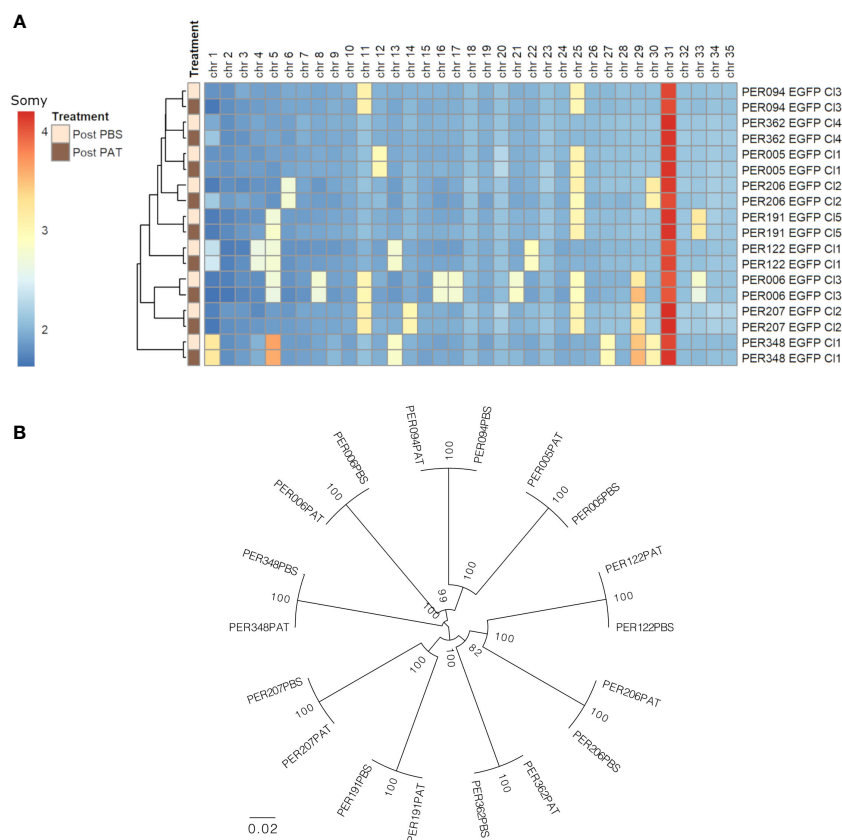 A
Treatment
chr 1
chr 2
chr 3
chr 4
chr 5
chr 6
chr 7
chr 8
chr 9
chr 10
chr 11
chr 12
chr 13
chr 14
chr 15
chr 16
chr 17
chr 18
chr 19
chr 20
chr 21
chr 22
chr 23
chr 24
chr 25
chr 26
chr 27
chr 28
chr 29
chr 30
chr 31
chr 32
chr 33
chr 34
chr 35
Somy
4
3
2
Treatment
Post PBS
Post PAT
PER094 EGFP Cl3
PER094 EGFP Cl3
PER362 EGFP Cl4
PER362 EGFP Cl4
PER005 EGFP Cl1
PER005 EGFP Cl1
PER206 EGFP Cl2
PER206 EGFP Cl2
PER191 EGFP Cl5
PER191 EGFP Cl5
PER122 EGFP Cl1
PER122 EGFP Cl1
PER006 EGFP Cl3
PER006 EGFP Cl3
PER207 EGFP Cl2
PER207 EGFP Cl2
PER348 EGFP Cl1
PER348 EGFP Cl1
B
PER094PAT
PER094PBS
100
PER005PAT
PER005PBS
100
100
PER006PBS
PER006PAT
100
99
100
PER348PBS
PER348PAT
100
PER122PAT
PER122PBS
100
100
82
PER206PAT
PER206PBS
100
100
100
PER207PBS
PER207PAT
100
PER191PBS
PER191PAT
100
PER362PBS
PER362PAT
100
0.02